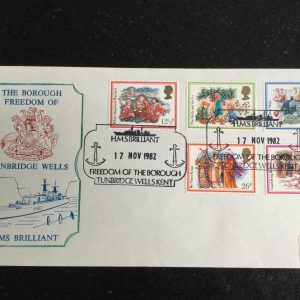 THE BOROUGH
FREEDOM OF
TUNBRIDGE WELLS
HMS BRILLIANT
12½p
H.M.S. BRILLIANT
17 NOV 1982
FREEDOM OF THE BOROUGH
TUNBRIDGE WELLS, KENT
H.M.S. BRILLIANT
17 NOV 1982
FREEDOM OF THE BOROUGH
TUNBRIDGE WELLS, KENT
26p